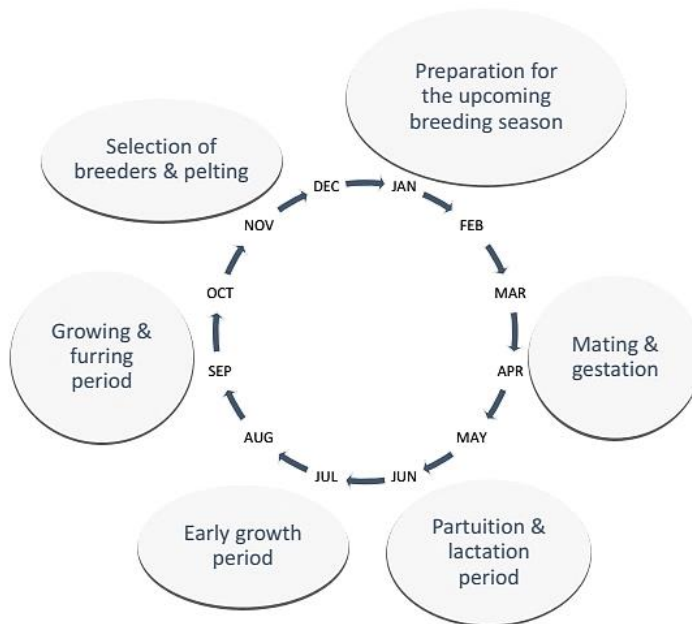 Preparation for
the upcoming
breeding season
Selection of
breeders & pelting
DEC
JAN
NOV
FEB
OCT
MAR
Growing &
furring
period
SEP
APR
Mating &
gestation
AUG
MAY
JUL
JUN
Early growth
period
Partuition &
lactation
period